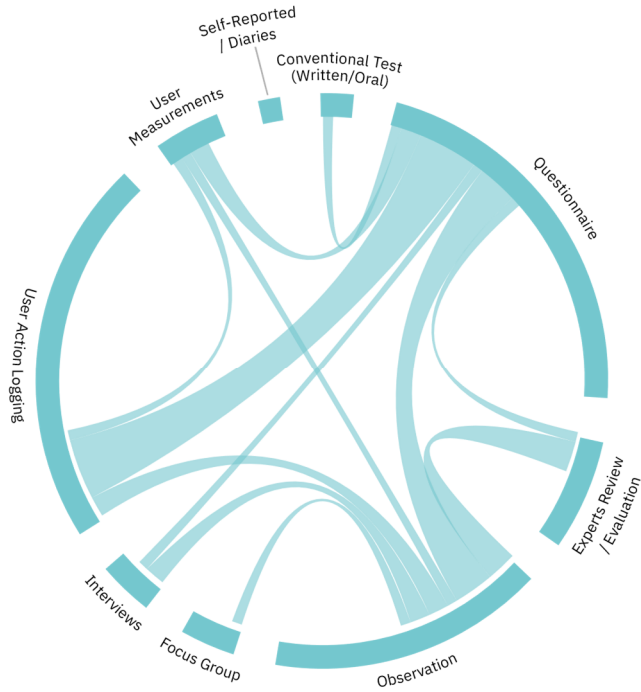 Self-Reported
/ Diaries
Conventional Test
(Written/Oral)
User
Measurements
Questionnaire
User Action Logging
Experts Review
/ Evaluation
Interviews
Focus Group
Observation